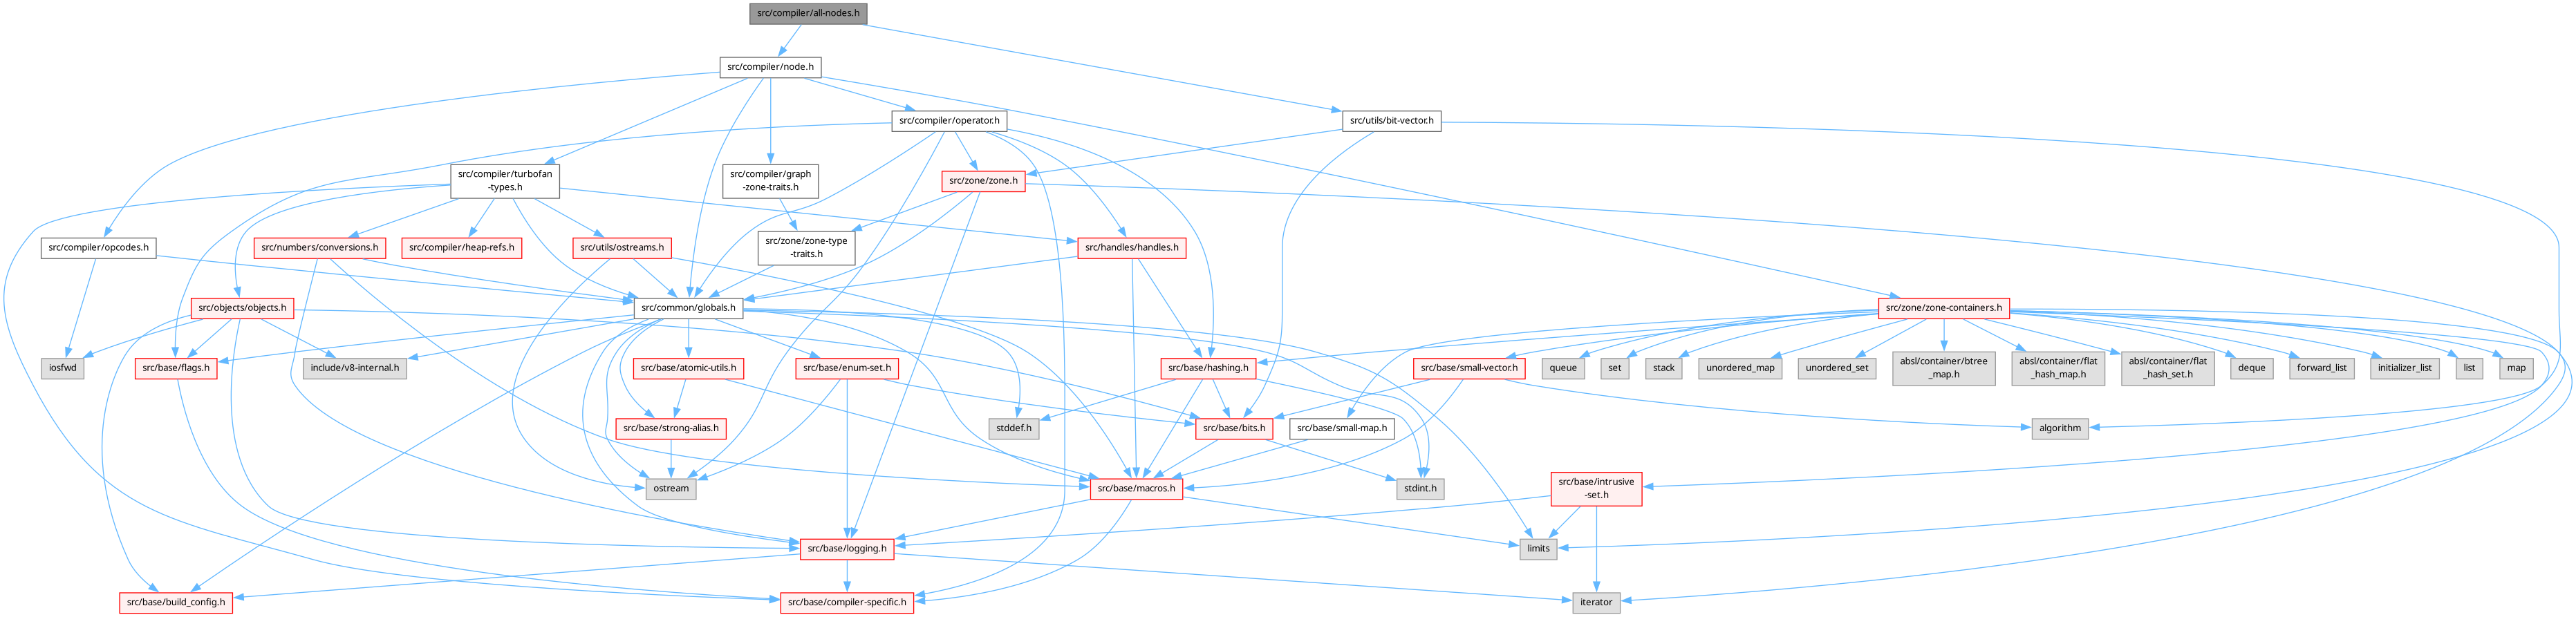 src/compiler/all-nodes.h
src/compiler/node.h
src/compiler/operator.h
src/utils/bit-vector.h
src/compiler/turbofan
-types.h
src/compiler/graph
-zone-traits.h
src/zone/zone.h
src/compiler/opcodes.h
src/numbers/conversions.h
src/compiler/heap-refs.h
src/utils/ostreams.h
src/zone/zone-type
-traits.h
src/handles/handles.h
src/objects/objects.h
src/common/globals.h
src/zone/zone-containers.h
iosfwd
src/base/flags.h
include/v8-internal.h
src/base/atomic-utils.h
src/base/enum-set.h
src/base/hashing.h
src/base/small-vector.h
queue
set
stack
unordered_map
unordered_set
absl/container/btree
_map.h
absl/container/flat
_hash_map.h
absl/container/flat
_hash_set.h
deque
forward_list
initializer_list
list
map
src/base/strong-alias.h
stddef.h
src/base/bits.h
src/base/small-map.h
algorithm
ostream
src/base/macros.h
stdint.h
src/base/intrusive
-set.h
src/base/logging.h
limits
src/base/build_config.h
src/base/compiler-specific.h
iterator